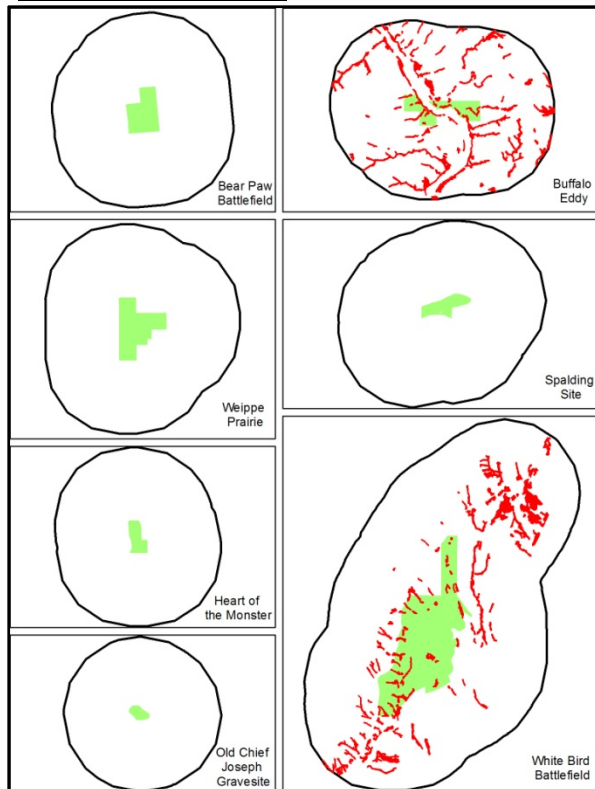 Bear Paw
Battlefield
Buffalo
Eddy
Weippe
Prairie
Spalding
Site
Heart of
the Monster
Old Chief
Joseph
Gravesite
White Bird
Battlefield